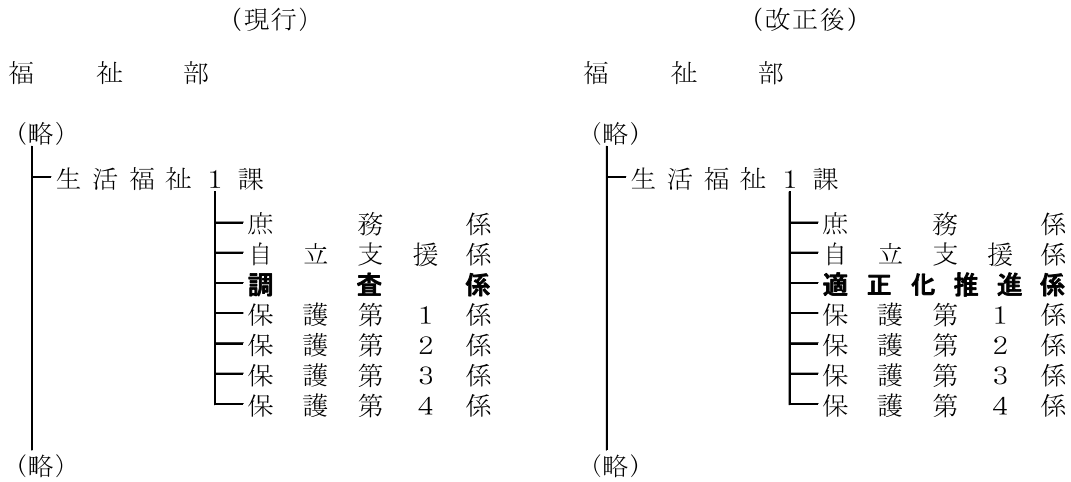 (現行)
福祉部
(略)
生活福祉1課
庶務係
自立支援係
調査係
保護第1係
保護第2係
保護第3係
保護第4係
(略)
(改正後)
福祉部
(略)
生活福祉1課
庶務係
自立支援係
適正化推進係
保護第1係
保護第2係
保護第3係
保護第4係
(略)